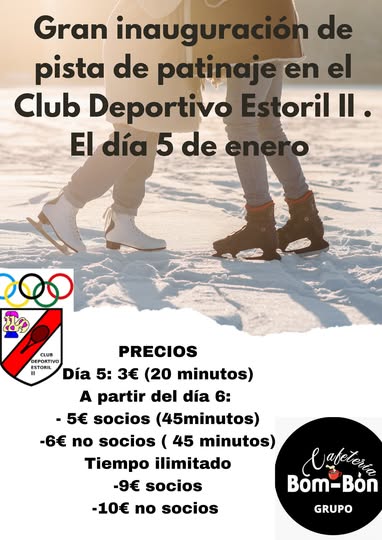 Gran inauguración de
pista de patinaje en el
Club Deportivo Estoril II .
El día 5 de enero
PRECIOS
Día 5: 3€ (20 minutos)
A partir del día 6:
- 5€ socios (45minutos)
-6€ no socios ( 45 minutos)
Tiempo ilimitado
-9€ socios
-10€ no socios
CLUB
DEPORTIVO
ESTORIL
II
Cafetería
BOM-BÓN
GRUPO